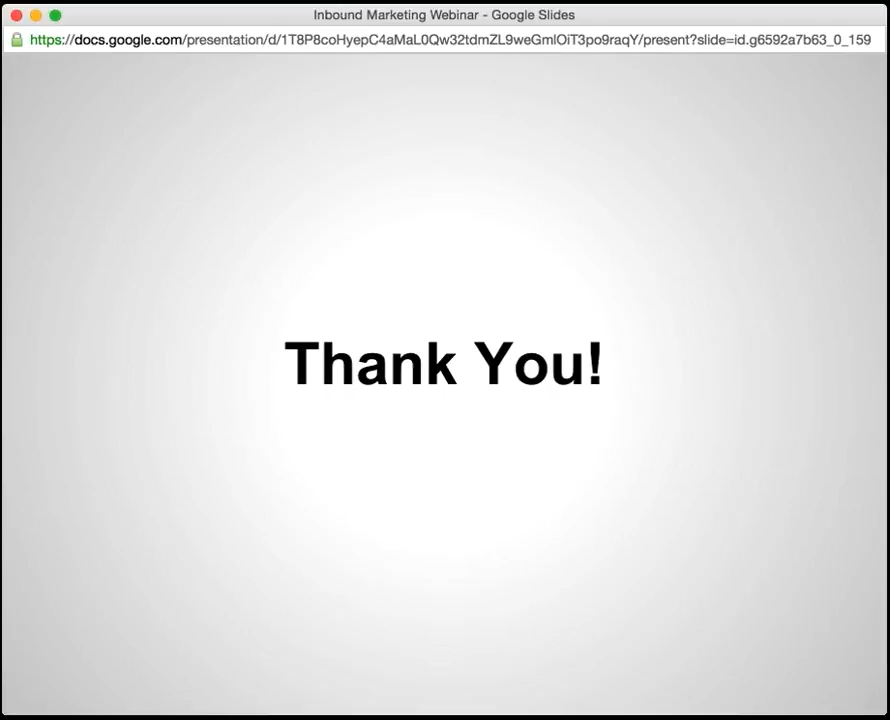 Inbound Marketing Webinar - Google Slides
https://docs.google.com/presentation/d/1T8P8coHyepC4aMaL0Qw32tdmZL9weGmlOiT3po9raqY/present?slide=id.g6592a7b63_0_159
Thank You!